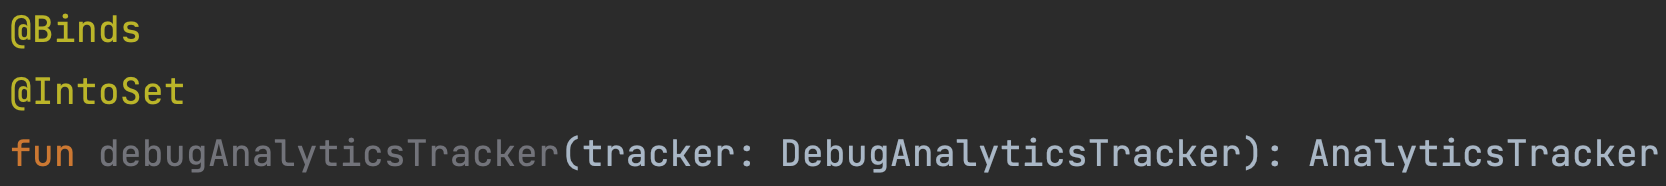 @Binds
@IntoSet
fun debugAnalyticsTracker(tracker: DebugAnalyticsTracker): AnalyticsTracker